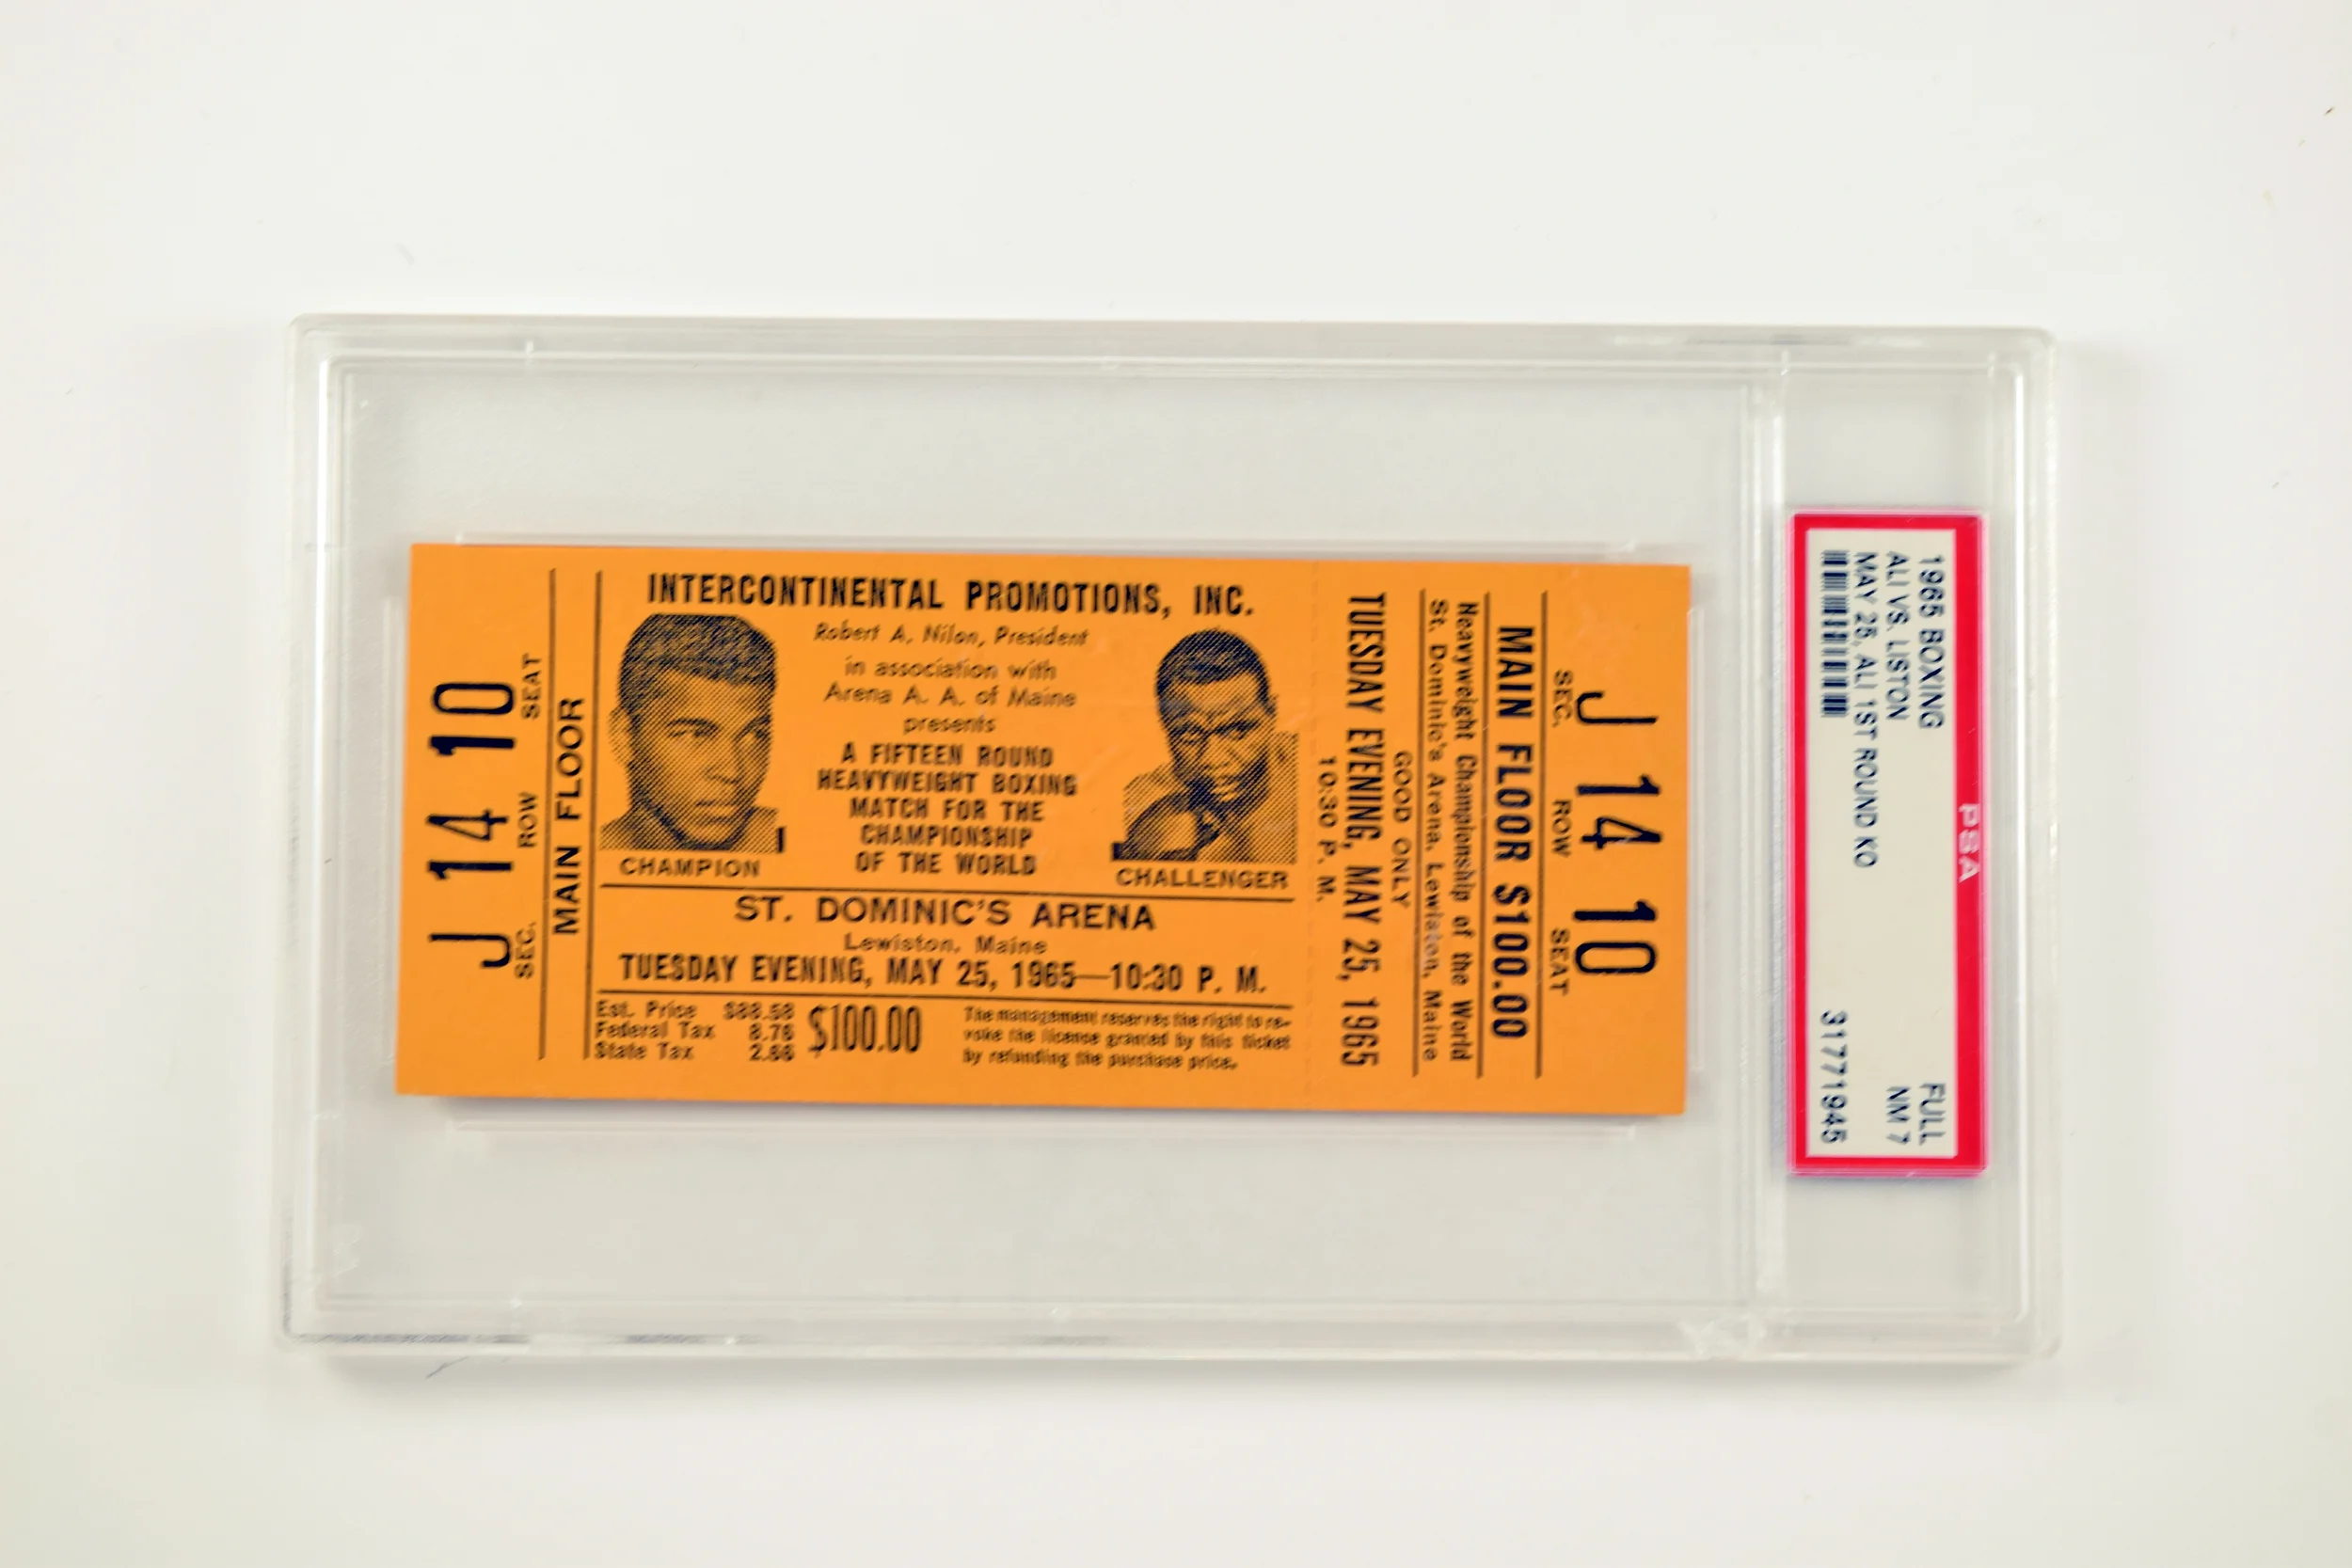 J 14 10
SEC. ROW SEAT
MAIN FLOOR
INTERCONTINENTAL PROMOTIONS, INC.
Robert A. Nilon, President
in association with
Arena A. A. of Maine
presents
A FIFTEEN ROUND
HEAVYWEIGHT BOXING
MATCH FOR THE
CHAMPIONSHIP
OF THE WORLD
CHAMPION
CHALLENGER
ST. DOMINIC'S ARENA
Lewiston, Maine
TUESDAY EVENING, MAY 25, 1965—10:30 P. M.
Est. Price $88.58
Federal Tax 8.76
State Tax 2.66
$100.00
The management reserves the right to re-
voke the license granted by this ticket
by refunding the purchase price.
J 14 10
SEC. ROW SEAT
MAIN FLOOR $100.00
Heavyweight Championship of the World
St. Dominic's Arena, Lewiston, Maine
GOOD ONLY
TUESDAY EVENING, MAY 25, 1965
10:30 P. M.
PSA
1965 BOXING FULL
ALI VS. LISTON NM 7
MAY 25, ALI 1ST ROUND KO
31771945